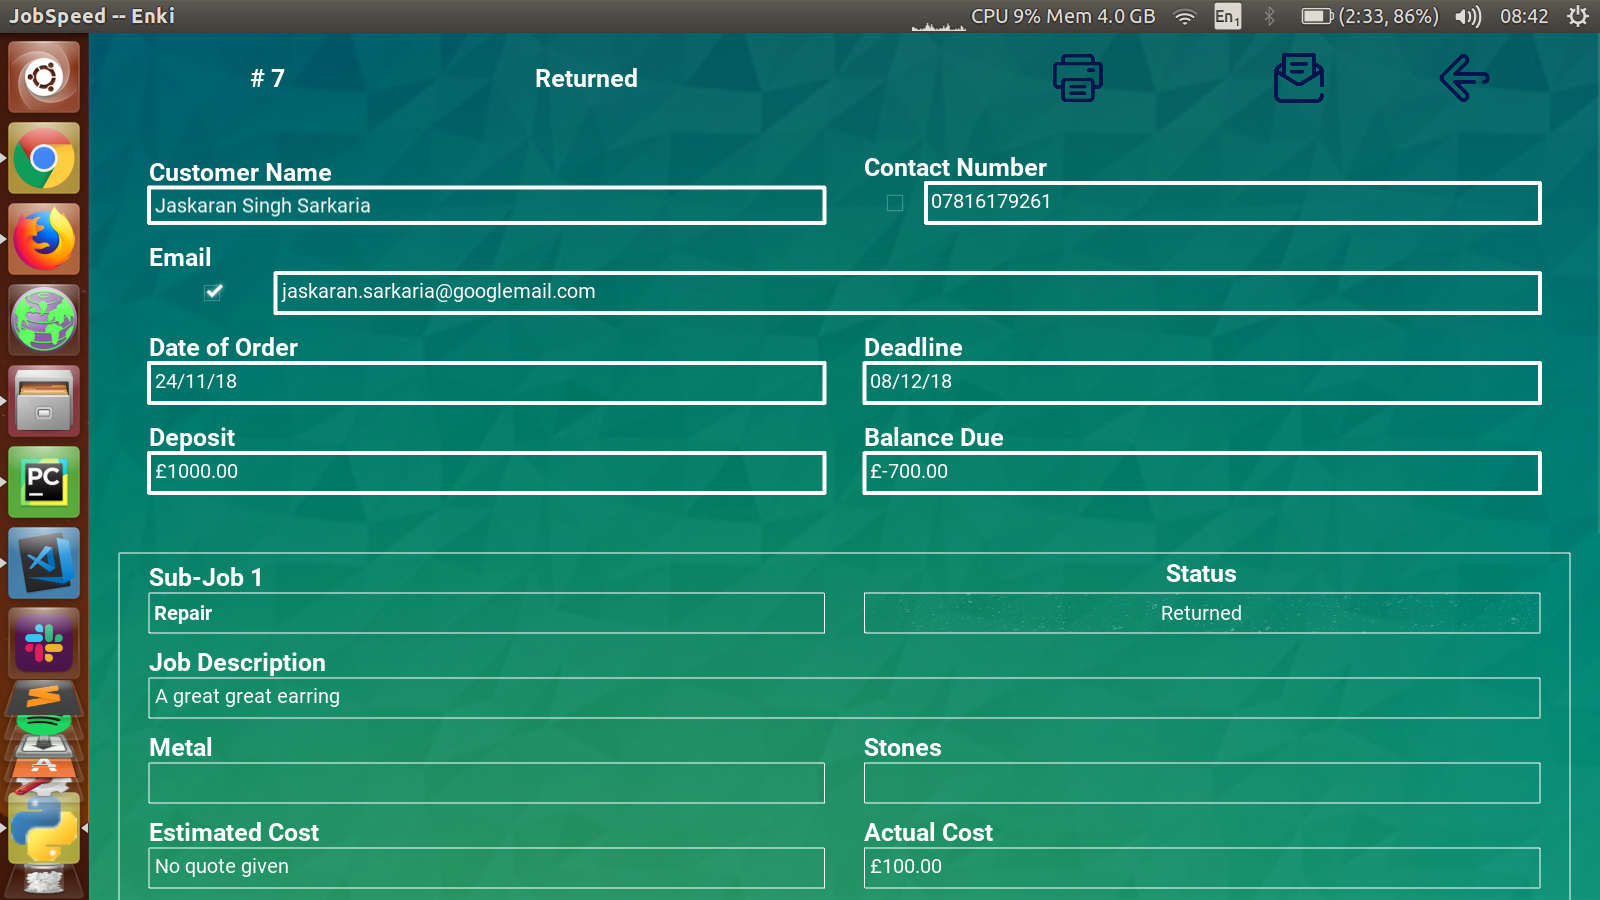 JobSpeed -- Enki
CPU 9% Mem 4.0 GB
En1
(2:33, 86%)
08:42
# 7
Returned
Customer Name
Jaskaran Singh Sarkaria
Contact Number
07816179261
Email
jaskaran.sarkaria@googlemail.com
Date of Order
24/11/18
Deadline
08/12/18
Deposit
£1000.00
Balance Due
£-700.00
Sub-Job 1
Repair
Status
Returned
Job Description
A great great earring
Metal
Stones
Estimated Cost
No quote given
Actual Cost
£100.00
PC